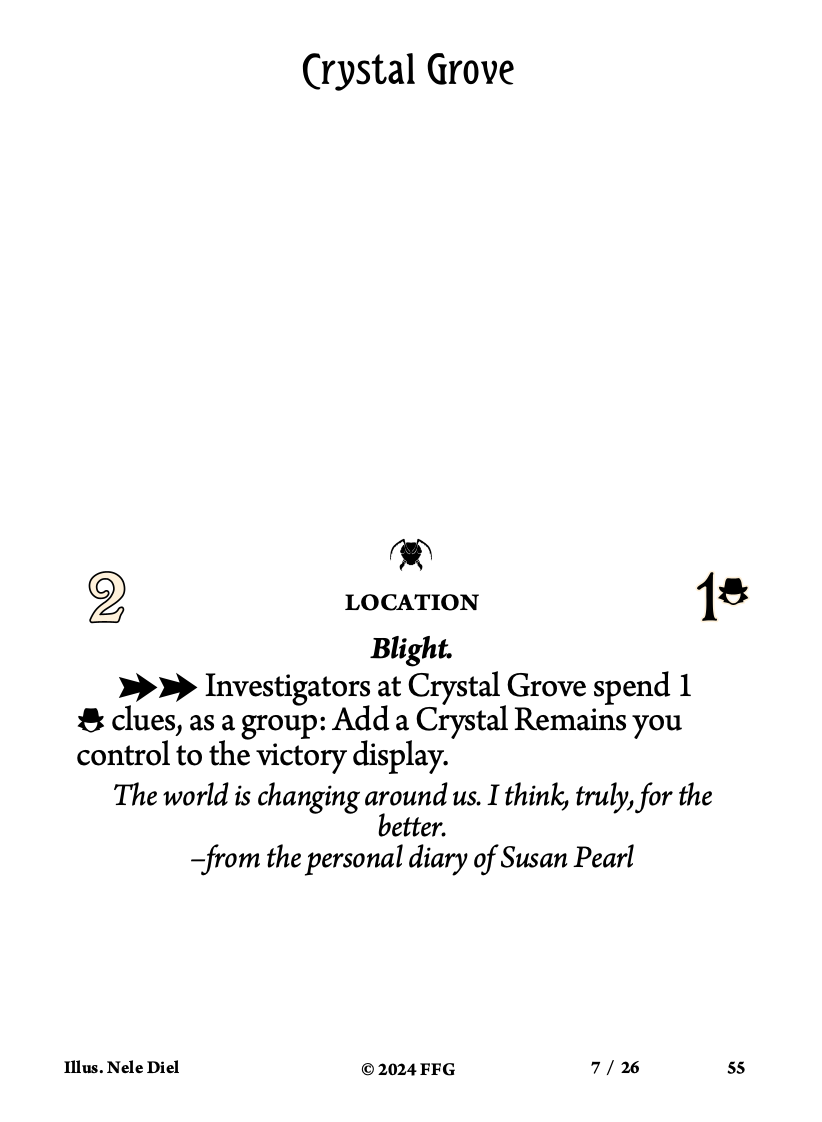 Crystal Grove
2
LOCATION
1
Blight.
Investigators at Crystal Grove spend 1
clues, as a group: Add a Crystal Remains you
control to the victory display.
The world is changing around us. I think, truly, for the
better.
–from the personal diary of Susan Pearl
Illus. Nele Diel © 2024 FFG 7 / 26 55